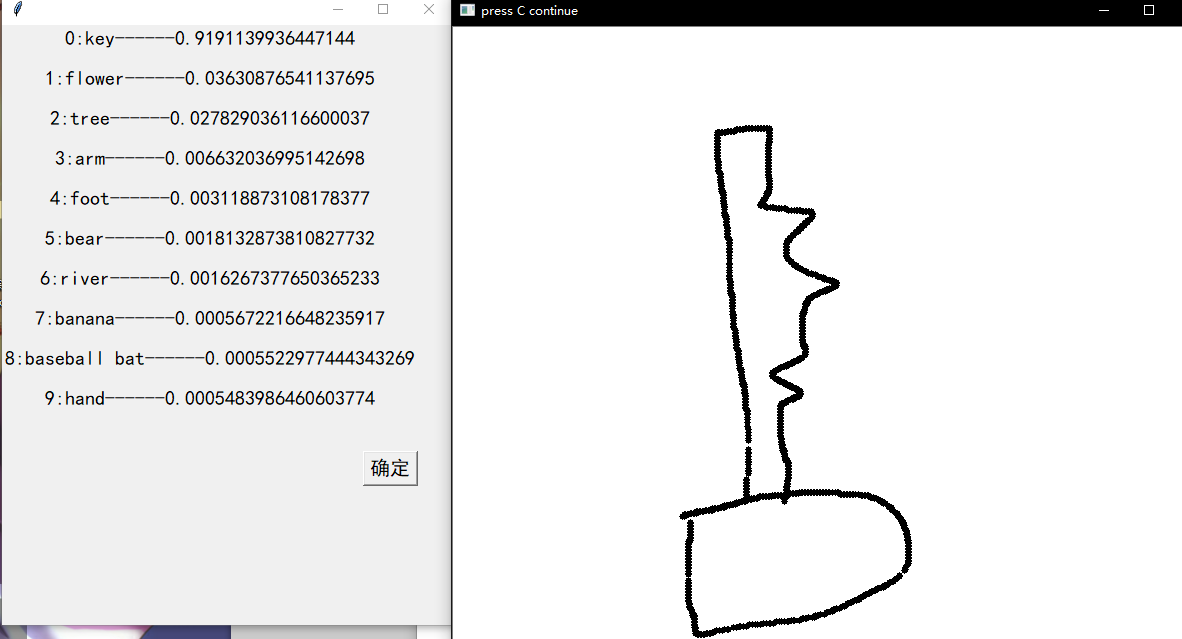 0:key------0.9191139936447144
1:flower------0.03630876541137695
2:tree------0.027829036116600037
3:arm------0.006632036995142698
4:foot------0.003118873108178377
5:bear------0.0018132873810827732
6:river------0.0016267377650365233
7:banana------0.0005672216648235917
8:baseball bat------0.0005522977444343269
9:hand------0.0005483986460603774
确定
press C continue